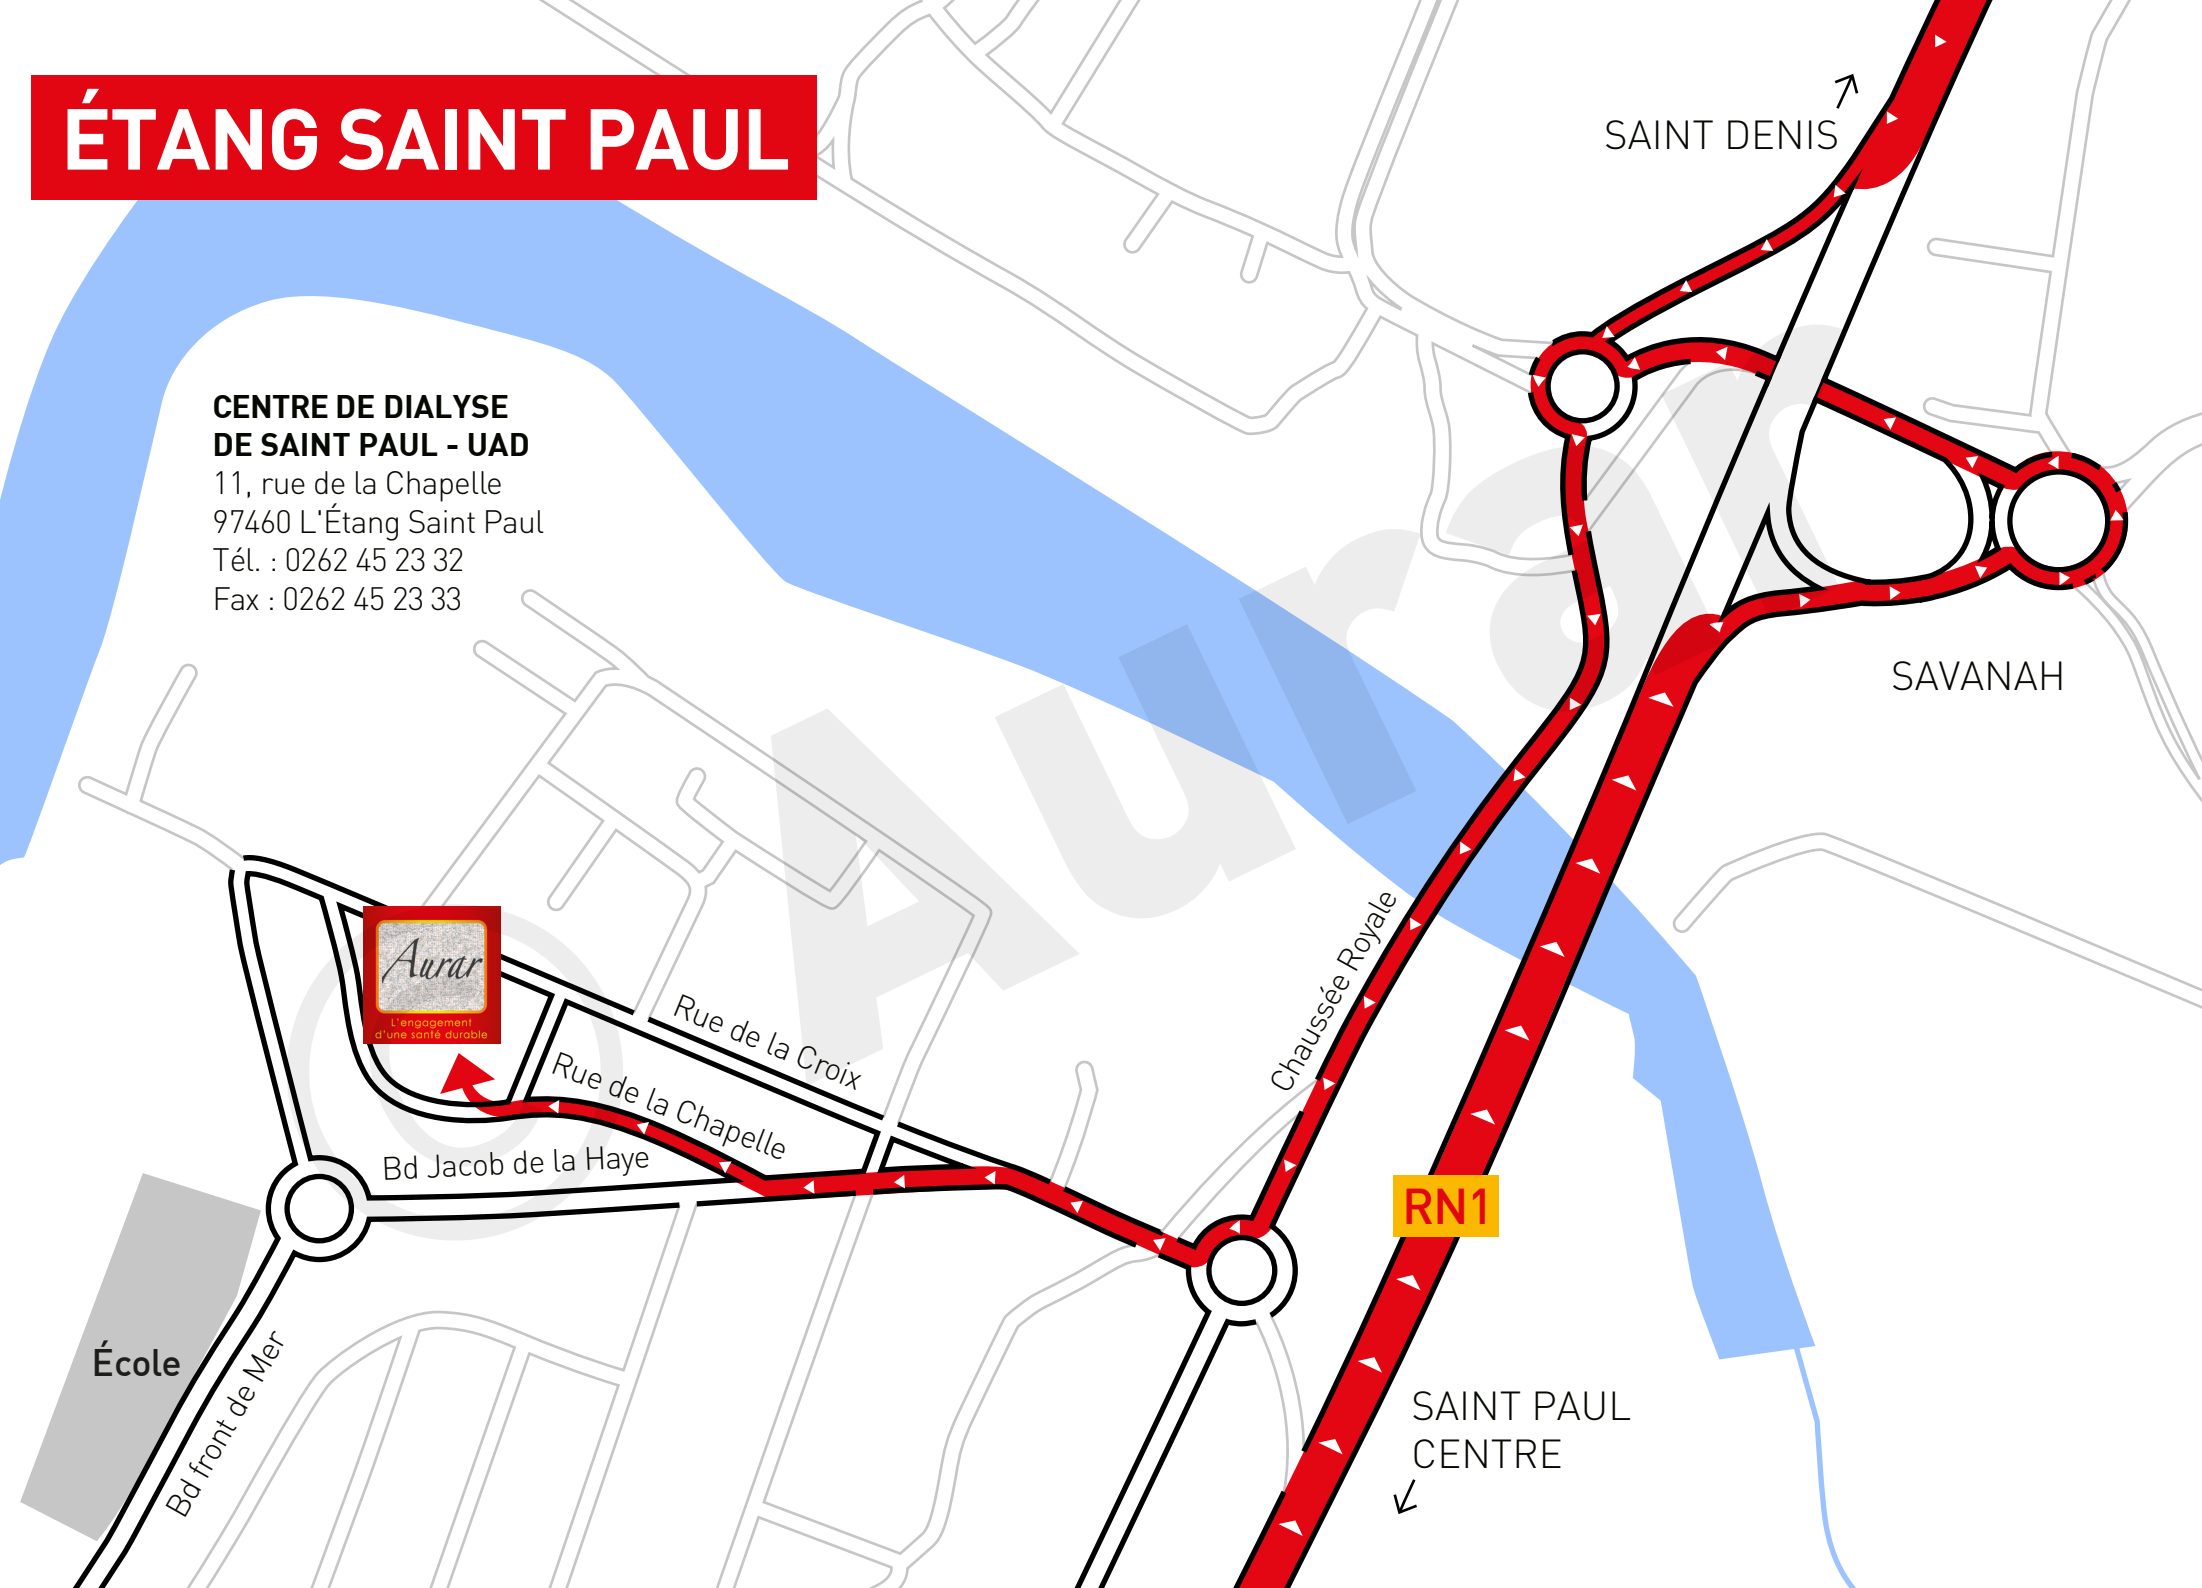 ÉTANG SAINT PAUL
SAINT DENIS
CENTRE DE DIALYSE
DE SAINT PAUL - UAD
11, rue de la Chapelle
97460 L'Étang Saint Paul
Tél. : 0262 45 23 32
Fax : 0262 45 23 33
SAVANAH
© Aurar
Aurar
L'engagement
d'une santé durable
Chaussée Royale
Rue de la Croix
Rue de la Chapelle
Bd Jacob de la Haye
RN1
École
Bd front de Mer
SAINT PAUL
CENTRE